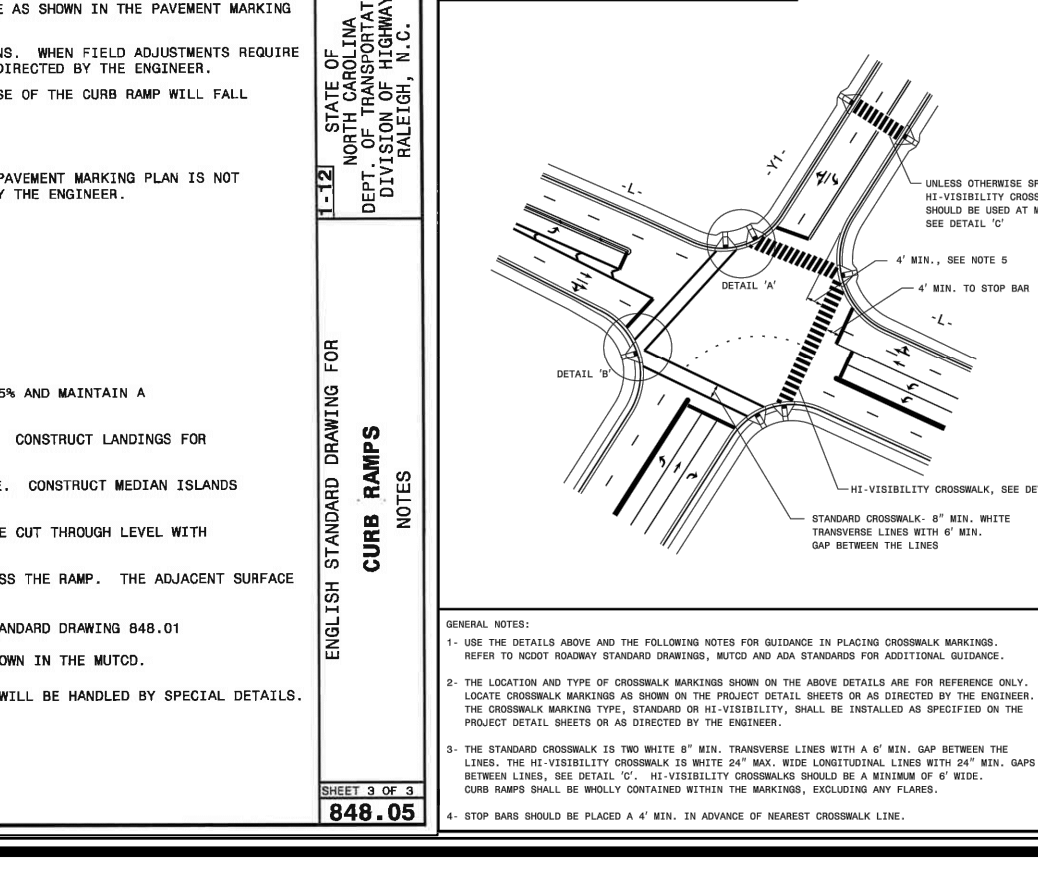 E AS SHOWN IN THE PAVEMENT MARKING
NS. WHEN FIELD ADJUSTMENTS REQUIRE
DIRECTED BY THE ENGINEER.
SE OF THE CURB RAMP WILL FALL
PAVEMENT MARKING PLAN IS NOT
Y THE ENGINEER.
5% AND MAINTAIN A
CONSTRUCT LANDINGS FOR
E. CONSTRUCT MEDIAN ISLANDS
E CUT THROUGH LEVEL WITH
SS THE RAMP. THE ADJACENT SURFACE
ANDARD DRAWING 848.01
OWN IN THE MUTCD.
WILL BE HANDLED BY SPECIAL DETAILS.
1-12
STATE OF
NORTH CAROLINA
DEPT. OF TRANSPORTAT
DIVISION OF HIGHWAY
RALEIGH, N.C.
ENGLISH STANDARD DRAWING FOR
CURB RAMPS
NOTES
SHEET 3 OF 3
848.05
-L-
-Y1-
UNLESS OTHERWISE SP
HI-VISIBILITY CROSS
SHOULD BE USED AT M
SEE DETAIL 'C'
4' MIN., SEE NOTE 5
DETAIL 'A'
4' MIN. TO STOP BAR
-L-
DETAIL 'B'
HI-VISIBILITY CROSSWALK, SEE DE
STANDARD CROSSWALK- 8" MIN. WHITE
TRANSVERSE LINES WITH 6' MIN.
GAP BETWEEN THE LINES
GENERAL NOTES:
1- USE THE DETAILS ABOVE AND THE FOLLOWING NOTES FOR GUIDANCE IN PLACING CROSSWALK MARKINGS.
REFER TO NCDOT ROADWAY STANDARD DRAWINGS, MUTCD AND ADA STANDARDS FOR ADDITIONAL GUIDANCE.
2- THE LOCATION AND TYPE OF CROSSWALK MARKINGS SHOWN ON THE ABOVE DETAILS ARE FOR REFERENCE ONLY.
LOCATE CROSSWALK MARKINGS AS SHOWN ON THE PROJECT DETAIL SHEETS OR AS DIRECTED BY THE ENGINEER.
THE CROSSWALK MARKING TYPE, STANDARD OR HI-VISIBILITY, SHALL BE INSTALLED AS SPECIFIED ON THE
PROJECT DETAIL SHEETS OR AS DIRECTED BY THE ENGINEER.
3- THE STANDARD CROSSWALK IS TWO WHITE 8" MIN. TRANSVERSE LINES WITH A 6' MIN. GAP BETWEEN THE
LINES. THE HI-VISIBILITY CROSSWALK IS WHITE 24" MAX. WIDE LONGITUDINAL LINES WITH 24" MIN. GAPS
BETWEEN LINES, SEE DETAIL 'C'. HI-VISIBILITY CROSSWALKS SHOULD BE A MINIMUM OF 6' WIDE.
CURB RAMPS SHALL BE WHOLLY CONTAINED WITHIN THE MARKINGS, EXCLUDING ANY FLARES.
4- STOP BARS SHOULD BE PLACED A 4' MIN. IN ADVANCE OF NEAREST CROSSWALK LINE.